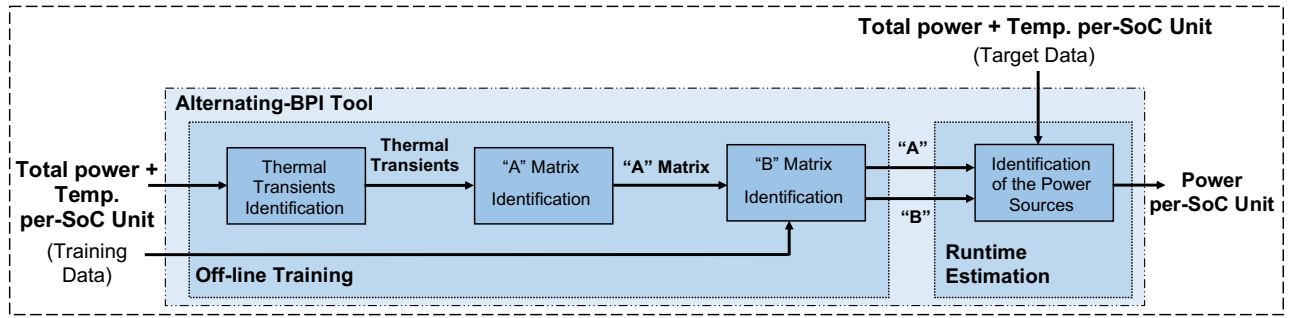 Total power + Temp. per-SoC Unit
(Target Data)
Alternating-BPI Tool
Total power +
Temp.
per-SoC Unit
(Training
Data)
Thermal
Transients
Identification
Thermal
Transients
“A” Matrix
Identification
“A” Matrix
“B” Matrix
Identification
“A”
“B”
Identification
of the Power
Sources
Power
per-SoC Unit
Off-line Training
Runtime
Estimation